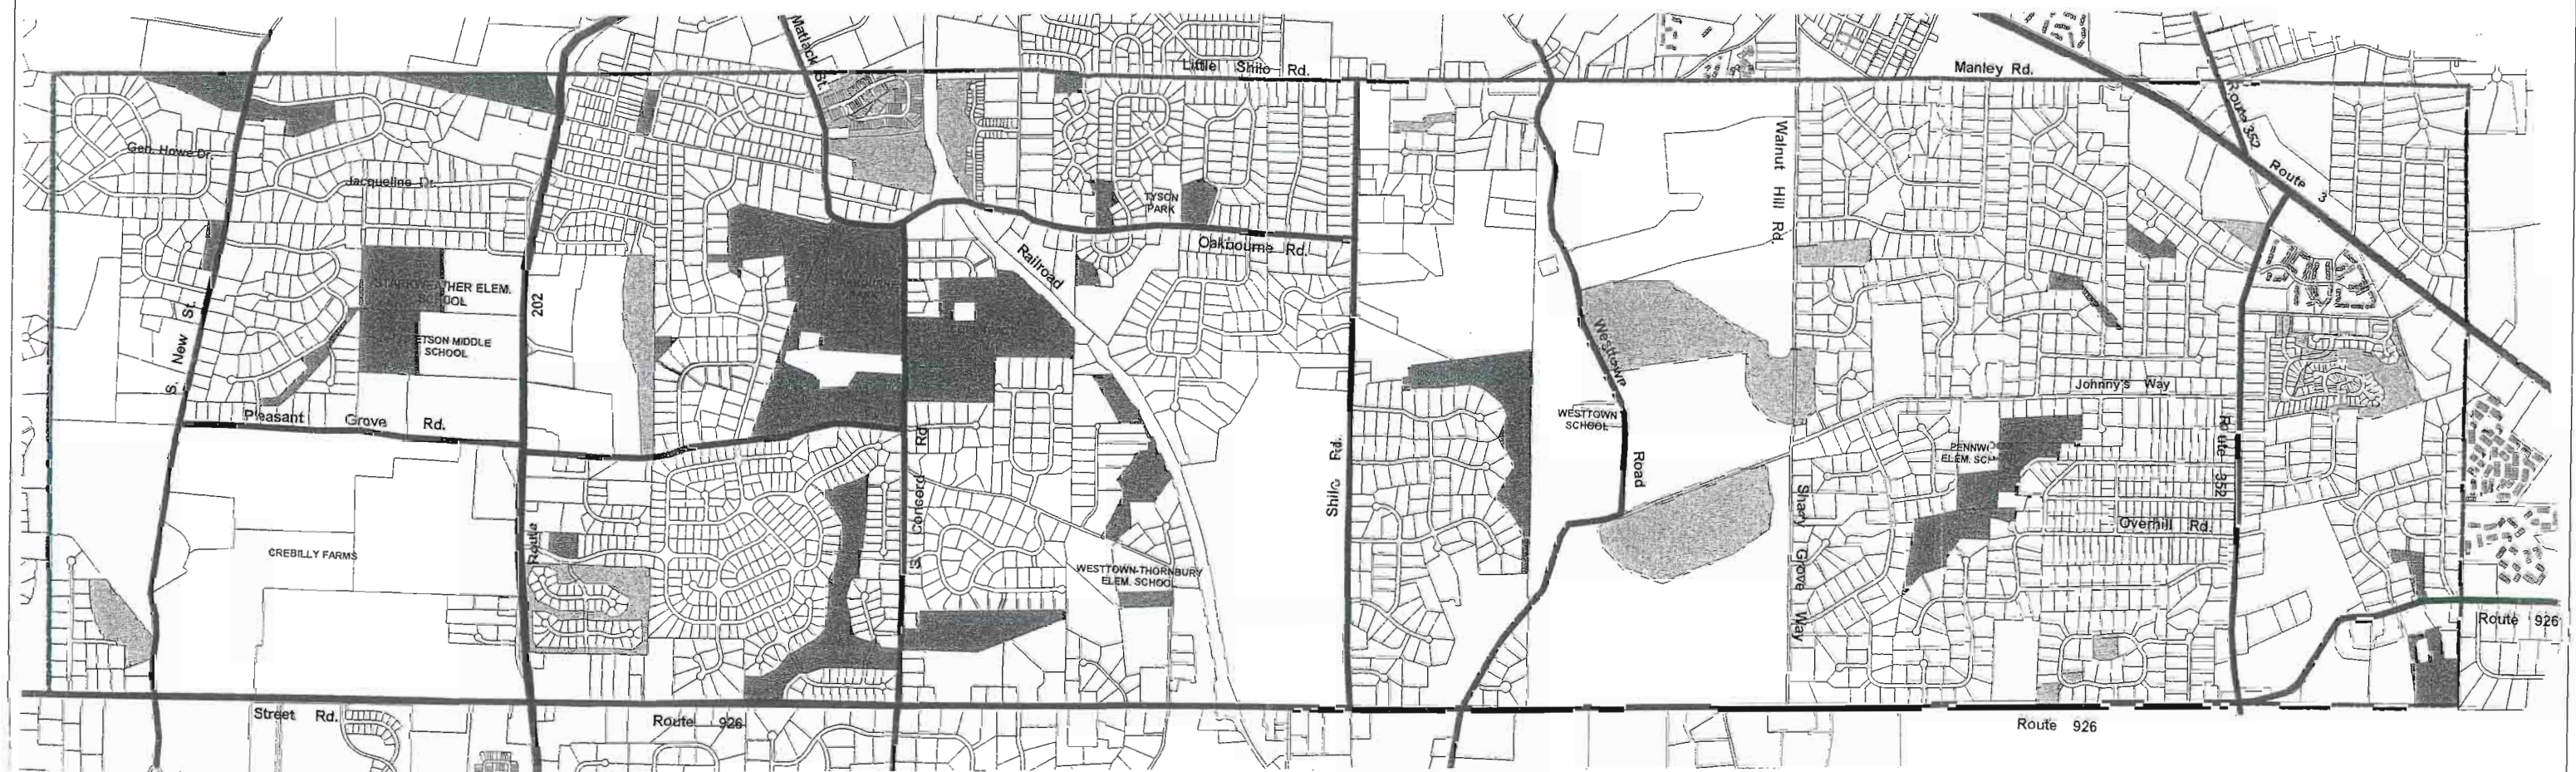 Matlack St.
Little Shilo Rd.
Manley Rd.
Route 352
Route 3
Gen. Howe Dr.
Jacqueline Dr.
TYSON
PARK
Oakbourne Rd.
Railroad
Walnut Hill Rd.
ELEM.
SCHOOL
202
MIDDLE
SCHOOL
S. New St.
Pleasant Grove Rd.
Westtown
WESTTOWN
SCHOOL
Road
Johnny's Way
Route 352
ELEM.
Overhill Rd.
Shady Grove Way
Shilo Rd.
S. Concord Rd.
CREBILLY FARMS
Route
WESTTOWN-THORNBURY
ELEM. SCHOOL
Route 926
Street Rd.
Route 926
Route 926